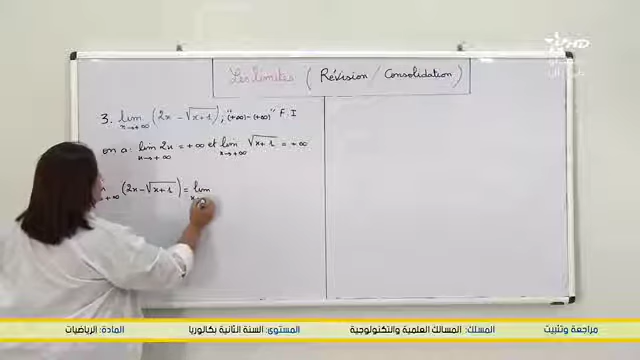 Les limites ( Révision / Consolidation )
3. lim x→+∞ (2x - √x+1), "(+∞)-(+∞)" F.I
on a: lim x→+∞ 2x = +∞ et lim x→+∞ √x+1 = +∞
(2x - √x+1) = lim
مراجعة وتثبيت المسلك: المسالك العلمية والتكنولوجية المستوى: السنة الثانية بكالوريا المادة: الرياضيات